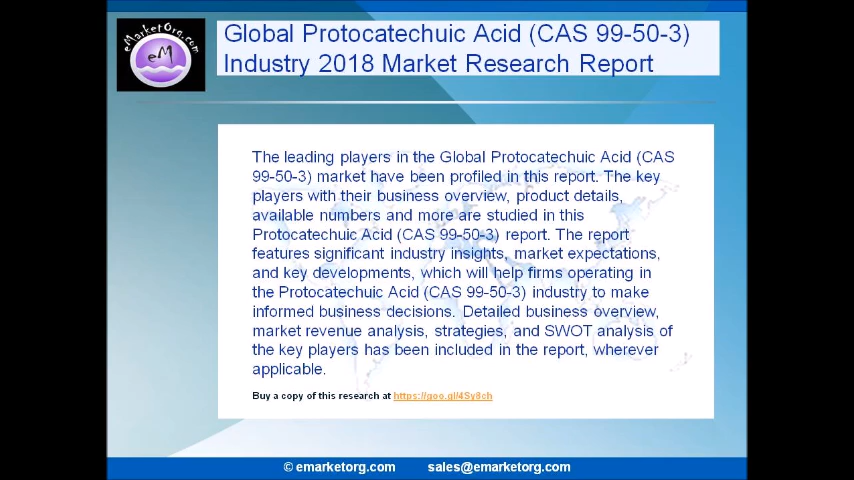 eMarketOrg.com
eM
Global Protocatechuic Acid (CAS 99-50-3)
Industry 2018 Market Research Report
The leading players in the Global Protocatechuic Acid (CAS
99-50-3) market have been profiled in this report. The key
players with their business overview, product details,
available numbers and more are studied in this
Protocatechuic Acid (CAS 99-50-3) report. The report
features significant industry insights, market expectations,
and key developments, which will help firms operating in
the Protocatechuic Acid (CAS 99-50-3) industry to make
informed business decisions. Detailed business overview,
market revenue analysis, strategies, and SWOT analysis of
the key players has been included in the report, wherever
applicable.
Buy a copy of this research at https://goo.gl/4Sy8ch
© emarketorg.com sales@emarketorg.com